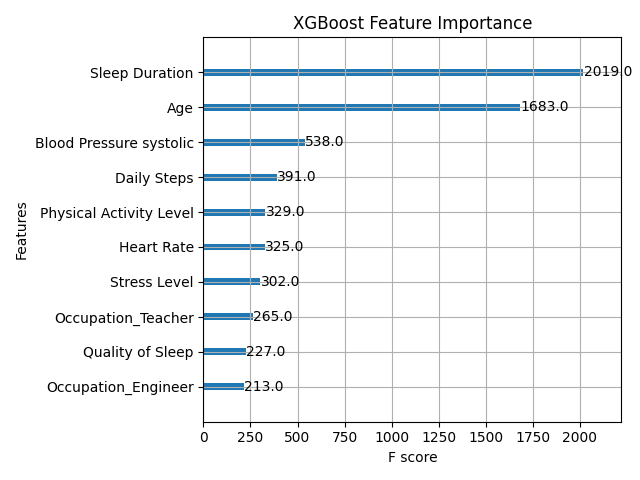 XGBoost Feature Importance
Sleep Duration 2019.0
Age 1683.0
Blood Pressure systolic 538.0
Daily Steps 391.0
Physical Activity Level 329.0
Heart Rate 325.0
Stress Level 302.0
Occupation_Teacher 265.0
Quality of Sleep 227.0
Occupation_Engineer 213.0
Features
0 250 500 750 1000 1250 1500 1750 2000
F score